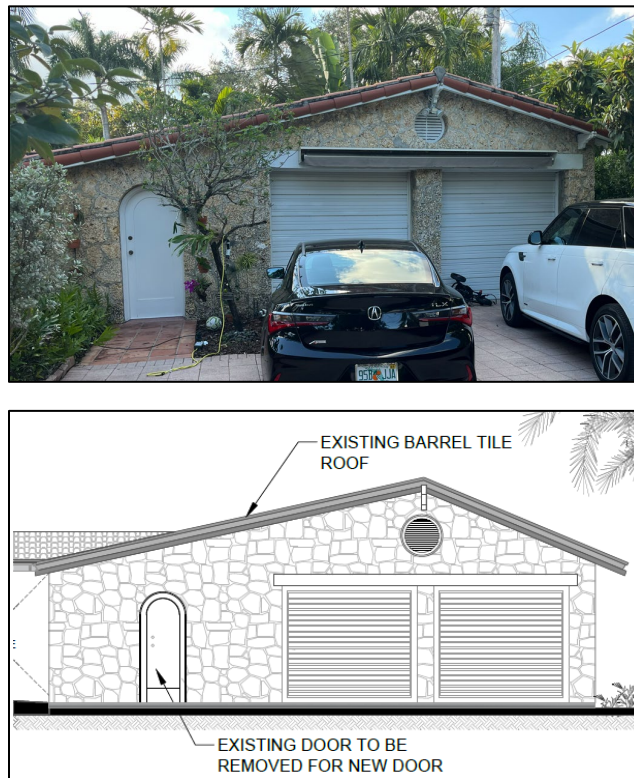 EXISTING BARREL TILE
ROOF
EXISTING DOOR TO BE
REMOVED FOR NEW DOOR